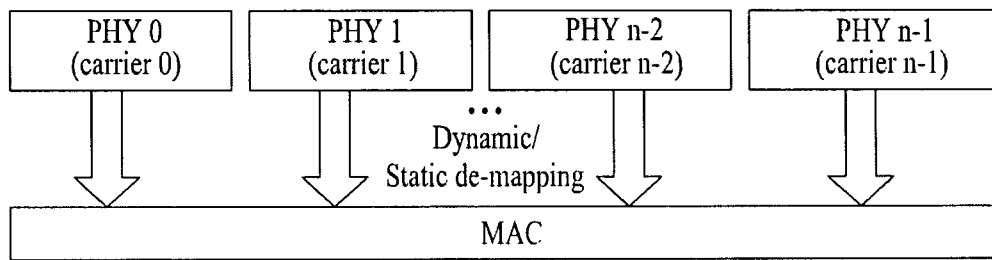 PHY 0
(carrier 0)
PHY 1
(carrier 1)
PHY n-2
(carrier n-2)
PHY n-1
(carrier n-1)
...
Dynamic/
Static de-mapping
MAC